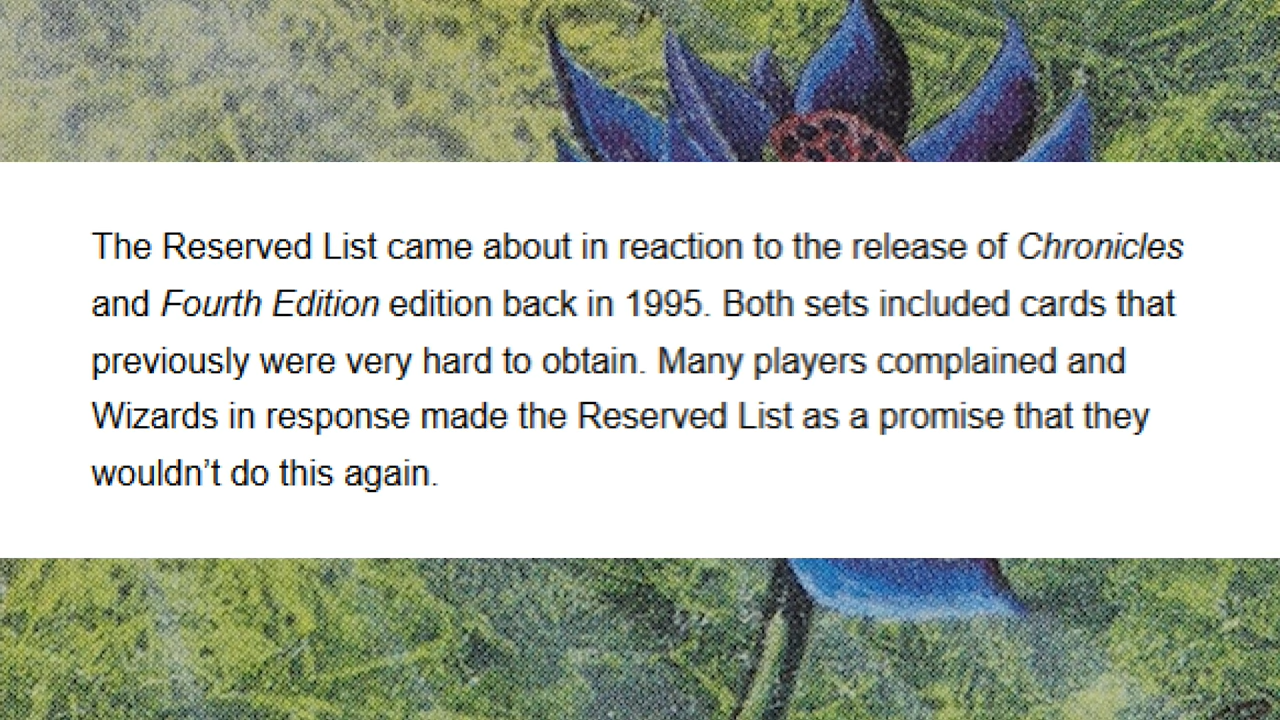 The Reserved List came about in reaction to the release of Chronicles
and Fourth Edition edition back in 1995. Both sets included cards that
previously were very hard to obtain. Many players complained and
Wizards in response made the Reserved List as a promise that they
wouldn’t do this again.